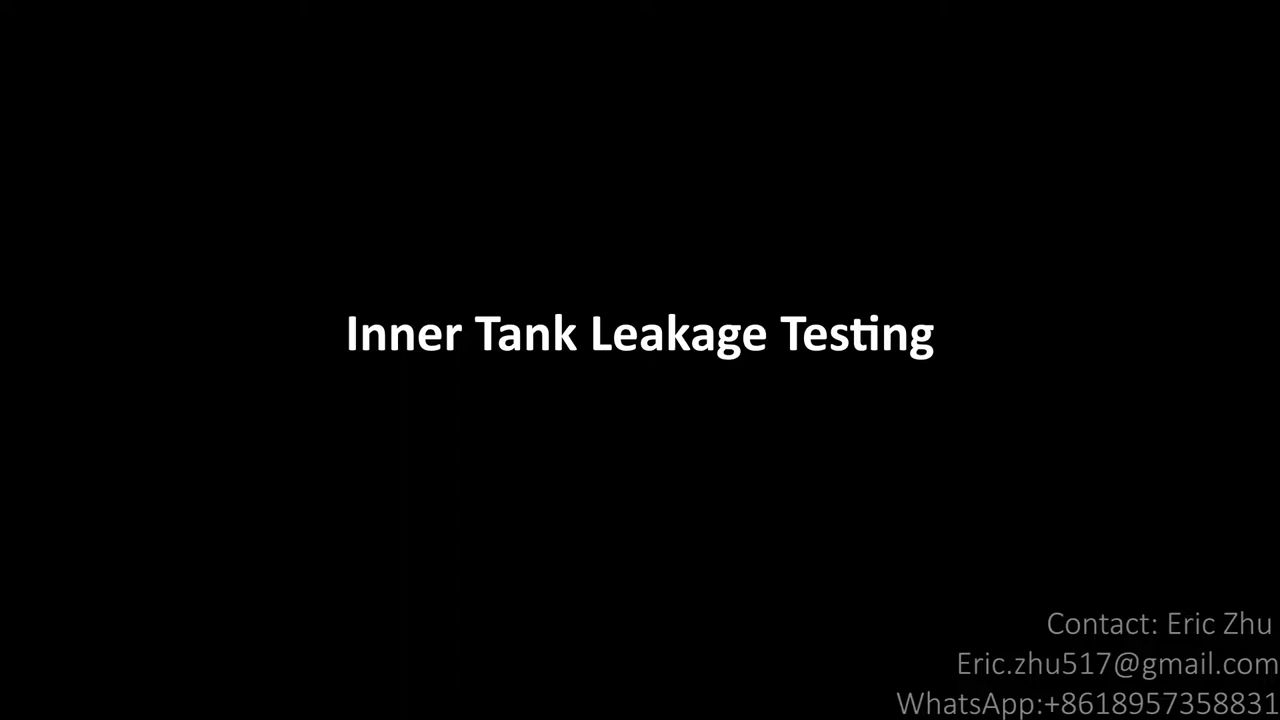 Inner Tank Leakage Testing
Contact: Eric Zhu
Eric.zhu517@gmail.com
WhatsApp:+8618957358831